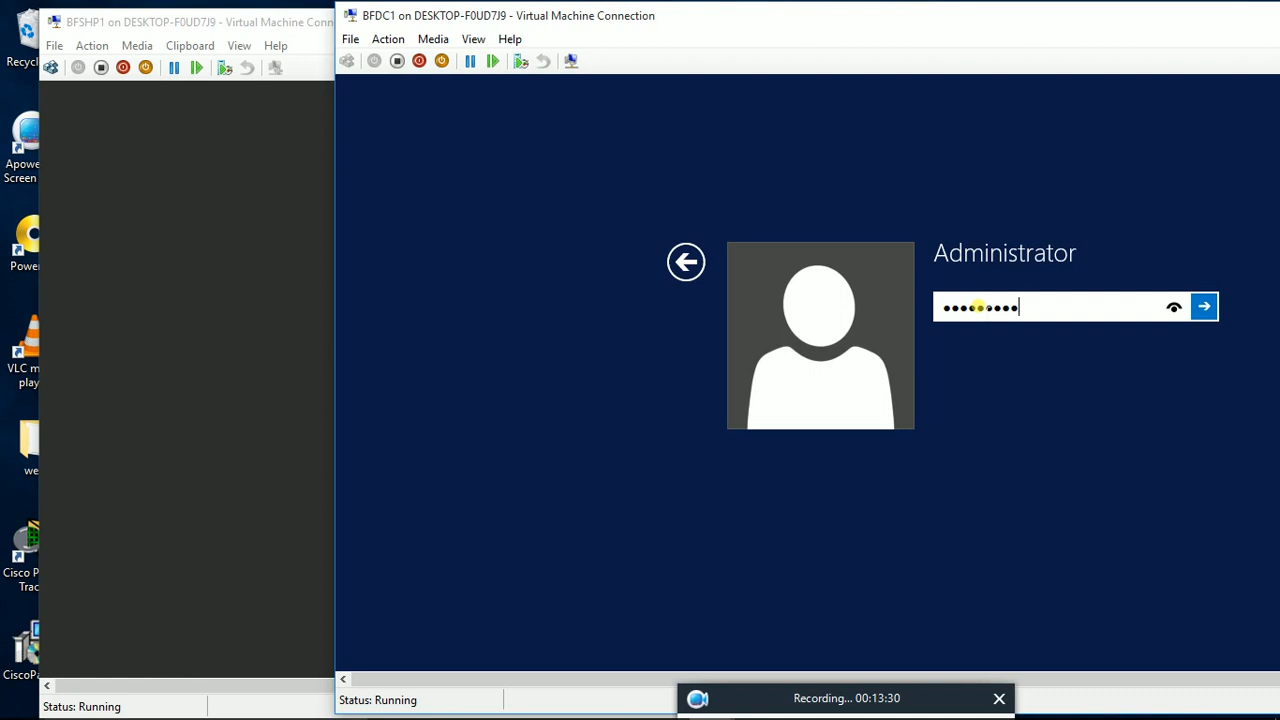 BFSHP1 on DESKTOP-F0UD7J9 - Virtual Machine Conn
File Action Media Clipboard View Help
BFDC1 on DESKTOP-F0UD7J9 - Virtual Machine Connection
File Action Media View Help
Recyc
Apowe
Screen
Power
VLC m
play
we
Cisco P
Trac
CiscoPa
Administrator
Status: Running
Status: Running
Recording... 00:13:30